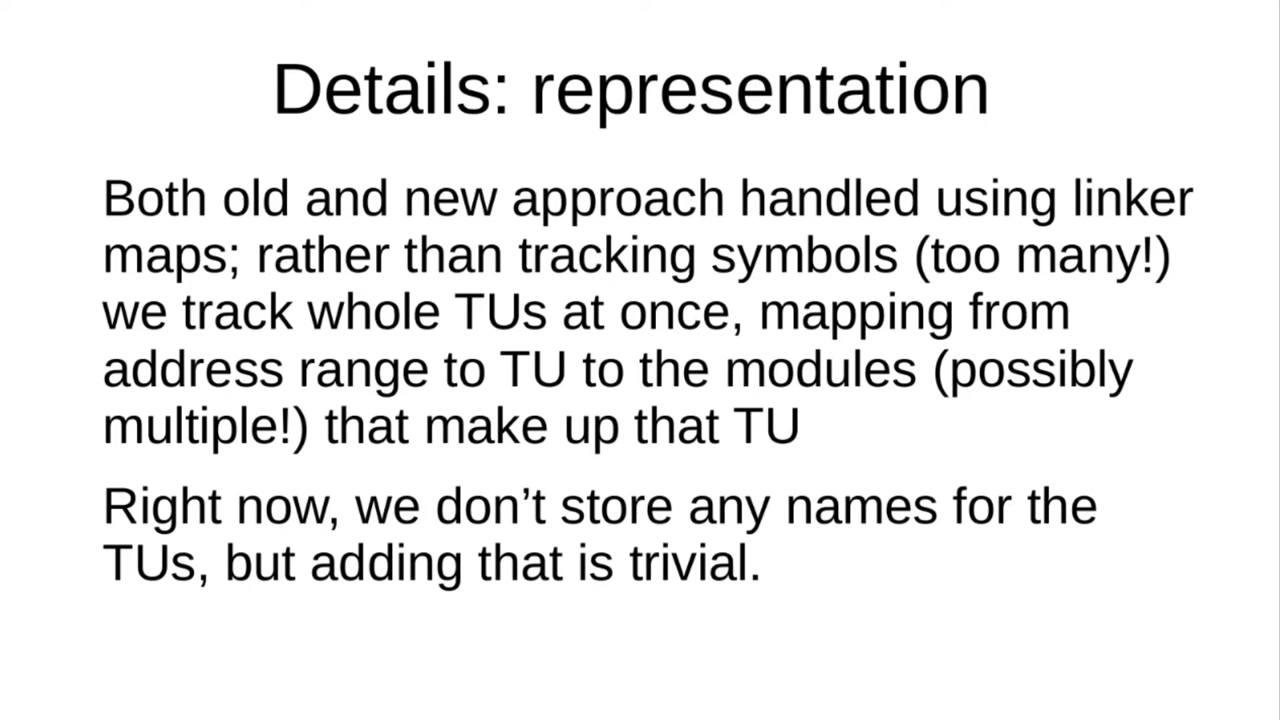 Details: representation
Both old and new approach handled using linker
maps; rather than tracking symbols (too many!)
we track whole TUs at once, mapping from
address range to TU to the modules (possibly
multiple!) that make up that TU
Right now, we don’t store any names for the
TUs, but adding that is trivial.